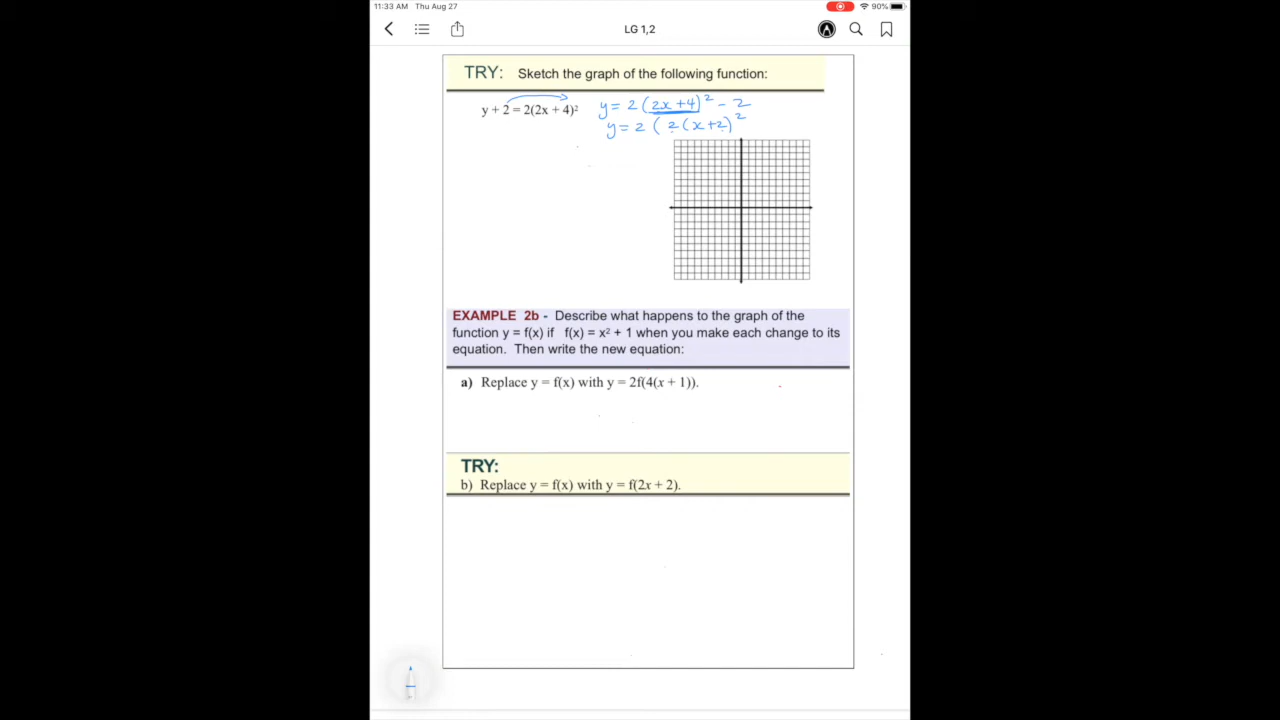 11:33 AM Thu Aug 27
90%
LG 1,2
TRY: Sketch the graph of the following function:
y + 2 = 2(2x + 4)²
y = 2 (2x + 4)² - 2
y = 2 ( 2 ( x + 2)²
EXAMPLE 2b - Describe what happens to the graph of the
function y = f(x) if f(x) = x² + 1 when you make each change to its
equation. Then write the new equation:
a) Replace y = f(x) with y = 2f(4(x + 1)).
TRY:
b) Replace y = f(x) with y = f(2x + 2).